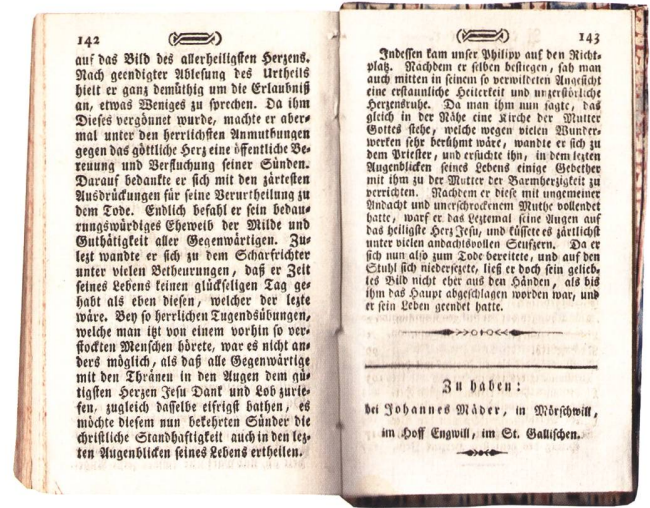 142
auf das Bild des allerheiligsten Herzens.
Nach geendigter Ablesung des Urtheils
hielt er ganz demüthig um die Erlaubniß
an, etwas Weniges zu sprechen. Da ihm
Dieses vergönnet wurde, machte er aber-
mal unter den herrlichsten Anmuthungen
gegen das göttliche Herz eine öffentliche Be-
reuung und Verfluchung seiner Sünden.
Darauf bedankte er sich mit den zärtesten
Ausdrückungen für seine Verurtheilung zu
dem Tode. Endlich befahl er sein bedau-
rungswürdiges Eheweib der Milde und
Guthätigkeit aller Gegenwärtigen. Zu-
lezt wandte er sich zu dem Scharfrichter
unter vielen Betheurungen, daß er Zeit
seines Lebens keinen glückseligen Tag ge-
habt als eben diesen, welcher der lezte
wäre. Bey so herrlichen Tugendsübungen,
welche man izt von einem vorhin so ver-
stockten Menschen hörete, war es nicht an-
ders möglich, als daß alle Gegenwärtige
mit den Thränen in den Augen dem gü-
tigsten Herzen Jesu Dank und Lob zurie-
fen, zugleich dasselbe eifrigst bathen, es
möchte diesem nun bekehrten Sünder die
christliche Standhaftigkeit auch in den lez-
ten Augenblicken seines Lebens ertheilen.
143
Indessen kam unser Philipp auf den Richt-
platz. Nachdem er selben bestiegen, sah man
auch mitten in seinem so verwildeten Angesicht
eine erstaunliche Heiterkeit und unzerstörliche
Herzensruhe. Da man ihm nun sagte, das
gleich in der Nähe eine Kirche der Mutter
Gottes stehe, welche wegen vielen Wunder-
werken sehr berühmt wäre, wandte er sich zu
dem Priester, und ersuchte ihn, in dem lezten
Augenblicken seines Lebens einige Gebether
mit ihm zu der Mutter der Barmherzigkeit zu
verrichten. Nachdem er diese mit ungemeiner
Andacht und unerschrockenem Muthe vollendet
hatte, warf er das Leztemal seine Augen auf
das heiligste Herz Jesu, und küssete es zärtlichst
unter vielen andachtsvollen Seufzern. Da er
sich nun also zum Tode bereitete, und auf den
Stuhl sich niedersezete, ließ er doch sein gelieb-
tes Bild nicht eher aus den Händen, als bis
ihm das Haupt abgeschlagen worden war, und
er sein Leben geendet hatte.
Zu haben:
bei Johannes Mäder, in Mörschwill,
im Hoff Engwill, im St. Gallischen.